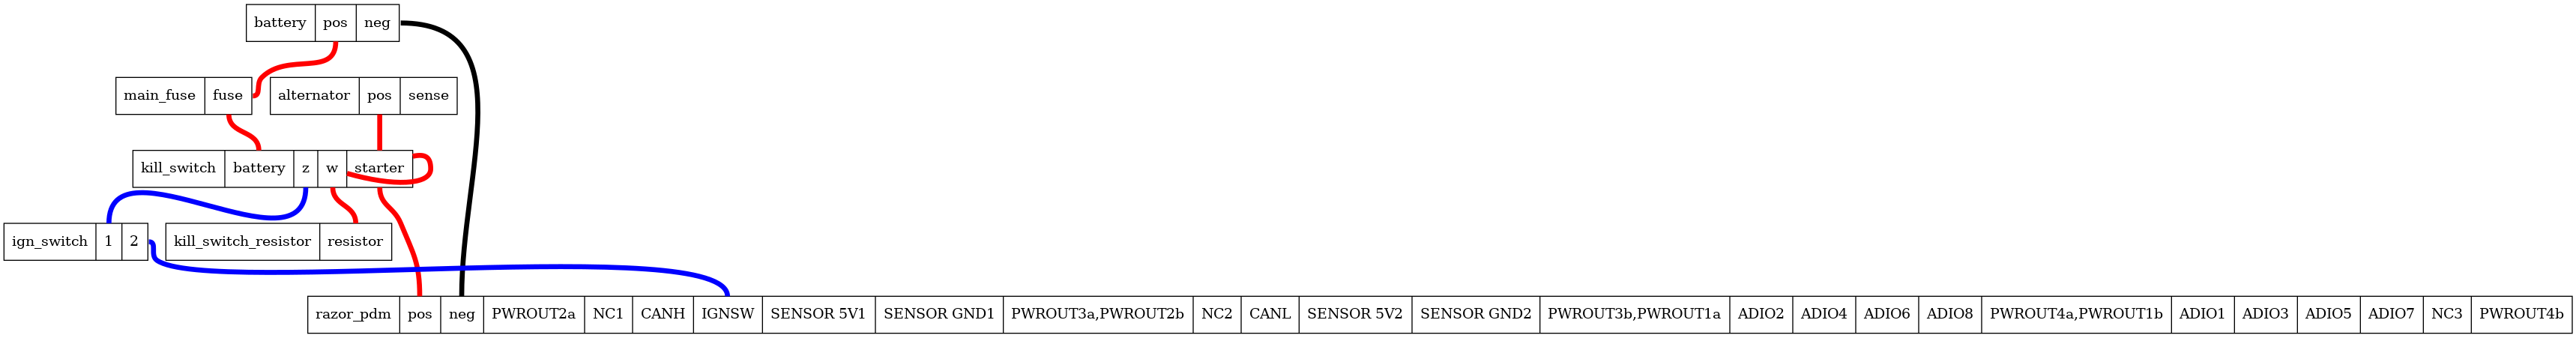 battery pos neg
main_fuse fuse
alternator pos sense
kill_switch battery z w starter
ign_switch 1 2
kill_switch_resistor resistor
razor_pdm pos neg PWROUT2a NC1 CANH IGNSW SENSOR 5V1 SENSOR GND1 PWROUT3a,PWROUT2b NC2 CANL SENSOR 5V2 SENSOR GND2 PWROUT3b,PWROUT1a ADIO2 ADIO4 ADIO6 ADIO8 PWROUT4a,PWROUT1b ADIO1 ADIO3 ADIO5 ADIO7 NC3 PWROUT4b